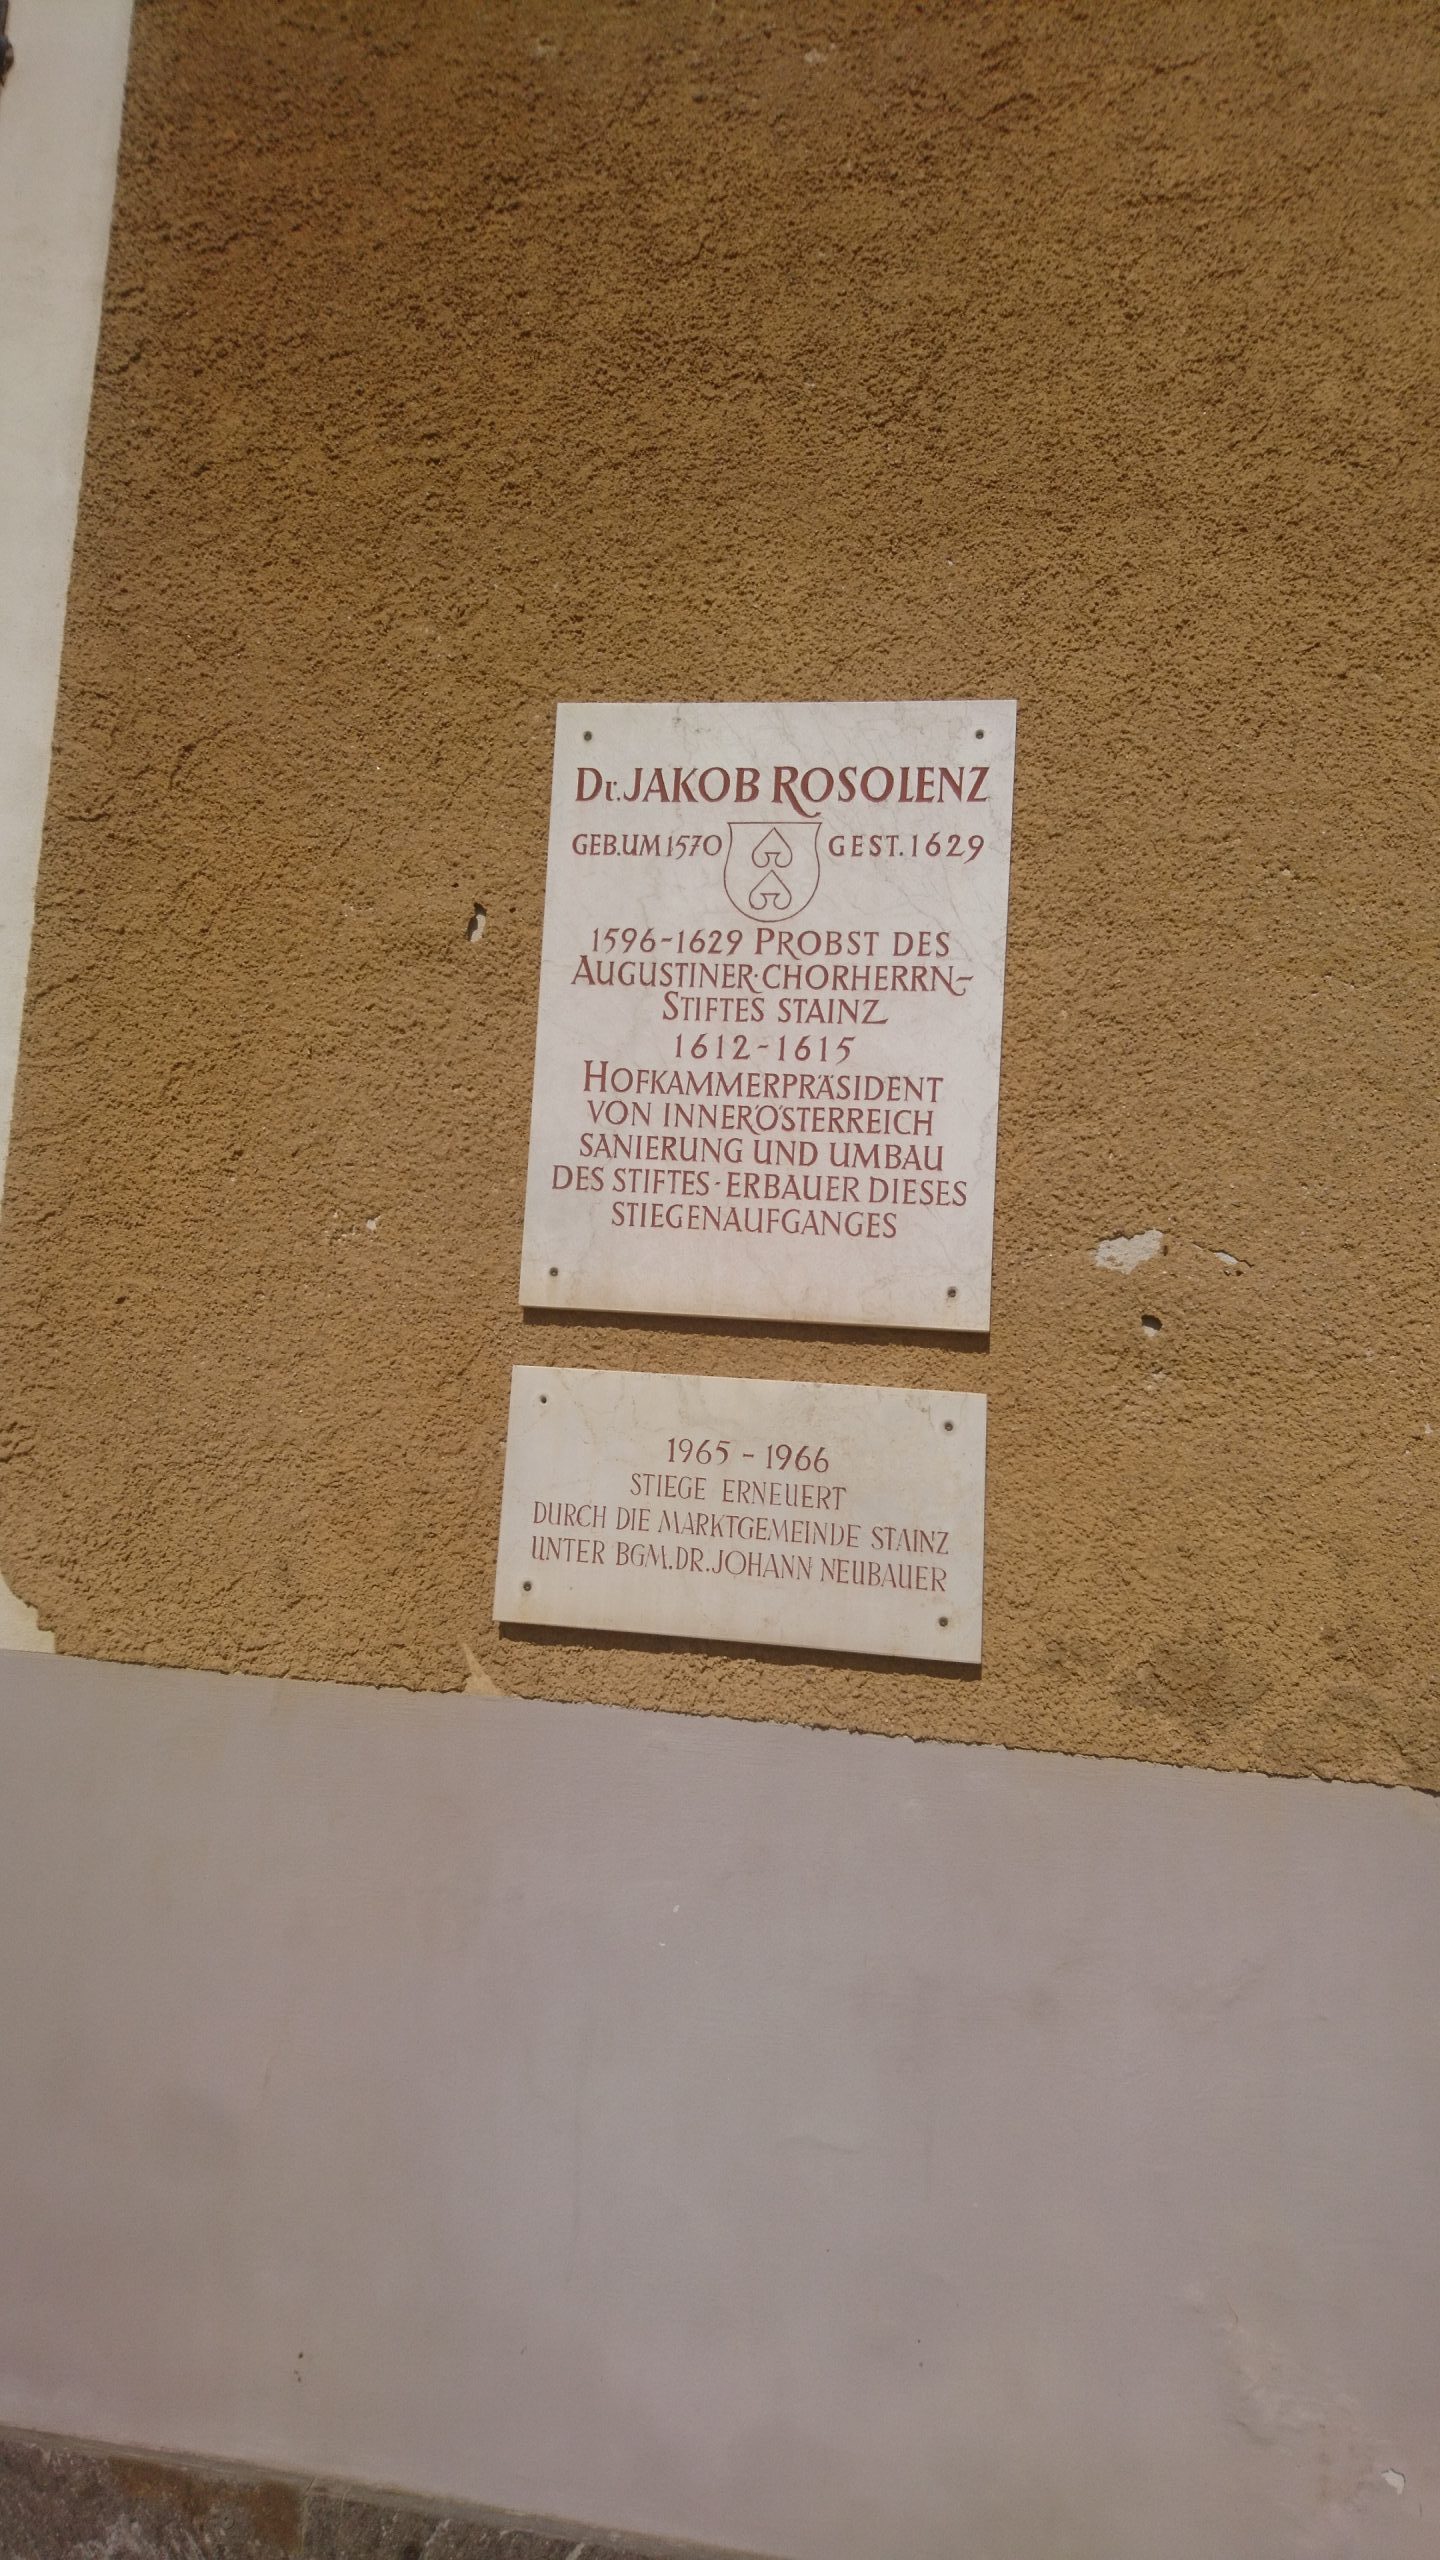 Dr. JAKOB ROSOLENZ
GEB. UM 1570 GEST. 1629
1596-1629 PROBST DES
AUGUSTINER-CHORHERRN-
STIFTES STAINZ
1612-1615
HOFKAMMERPRÄSIDENT
VON INNERÖSTERREICH
SANIERUNG UND UMBAU
DES STIFTES · ERBAUER DIESES
STIEGENAUFGANGES
1965 - 1966
STIEGE ERNEUERT
DURCH DIE MARKTGEMEINDE STAINZ
UNTER BGM. DR. JOHANN NEUBAUER